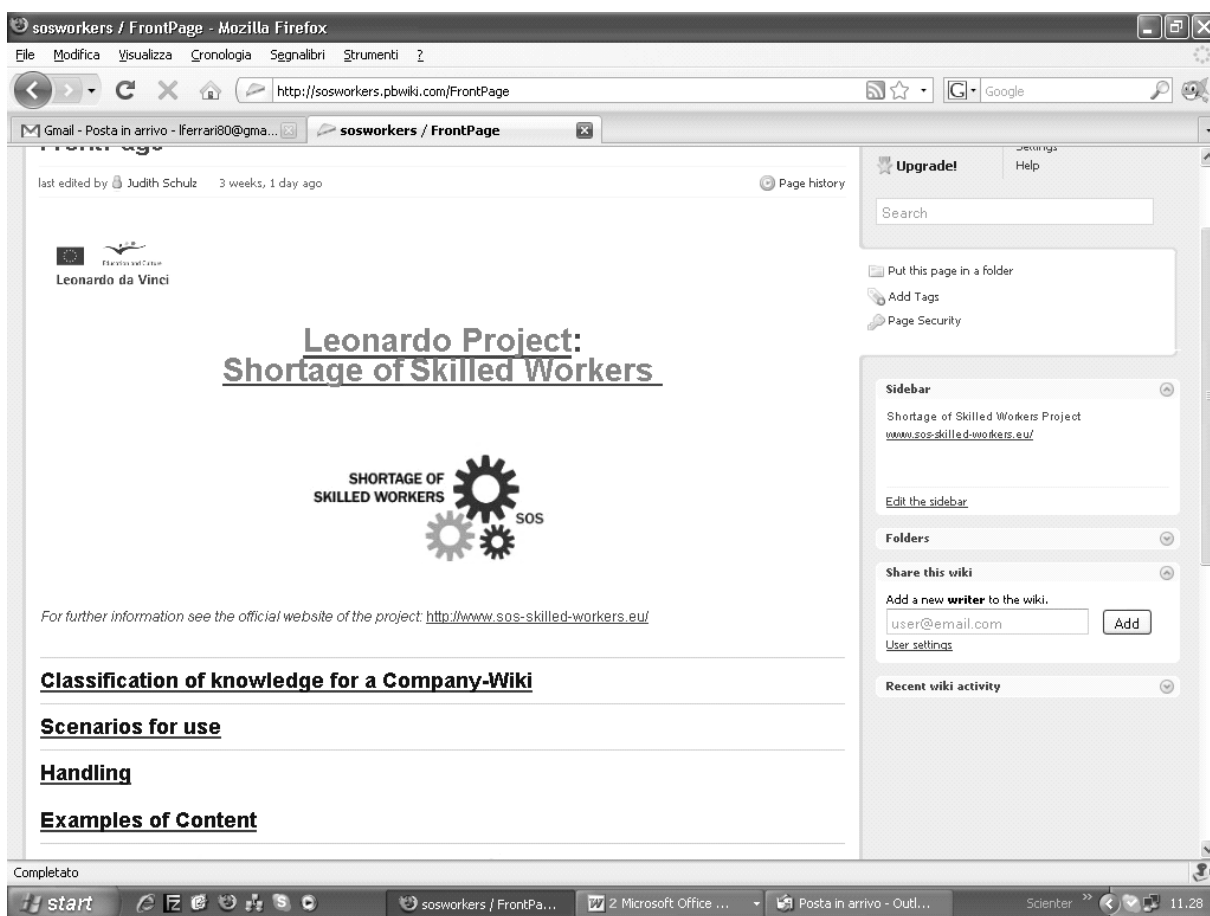 sosworkers / FrontPage - Mozilla Firefox
File Modifica Visualizza Cronologia Segnalibri Strumenti ?
http://sosworkers.pbwiki.com/FrontPage
G Google
Gmail - Posta in arrivo - lferrari80@gma...
sosworkers / FrontPage
FrontPage
last edited by Judith Schulz 3 weeks, 1 day ago
Page history
Leonardo da Vinci
Education and Culture
Leonardo Project:
Shortage of Skilled Workers
SHORTAGE OF
SKILLED WORKERS
SOS
For further information see the official website of the project: http://www.sos-skilled-workers.eu/
Classification of knowledge for a Company-Wiki
Scenarios for use
Handling
Examples of Content
Upgrade!
Settings
Help
Search
Put this page in a folder
Add Tags
Page Security
Sidebar
Shortage of Skilled Workers Project
www.sos-skilled-workers.eu/
Edit the sidebar
Folders
Share this wiki
Add a new writer to the wiki.
user@email.com
Add
User settings
Recent wiki activity
Completato
start
sosworkers / FrontPa...
2 Microsoft Office ...
Posta in arrivo - Outl...
Scienter »
11.28